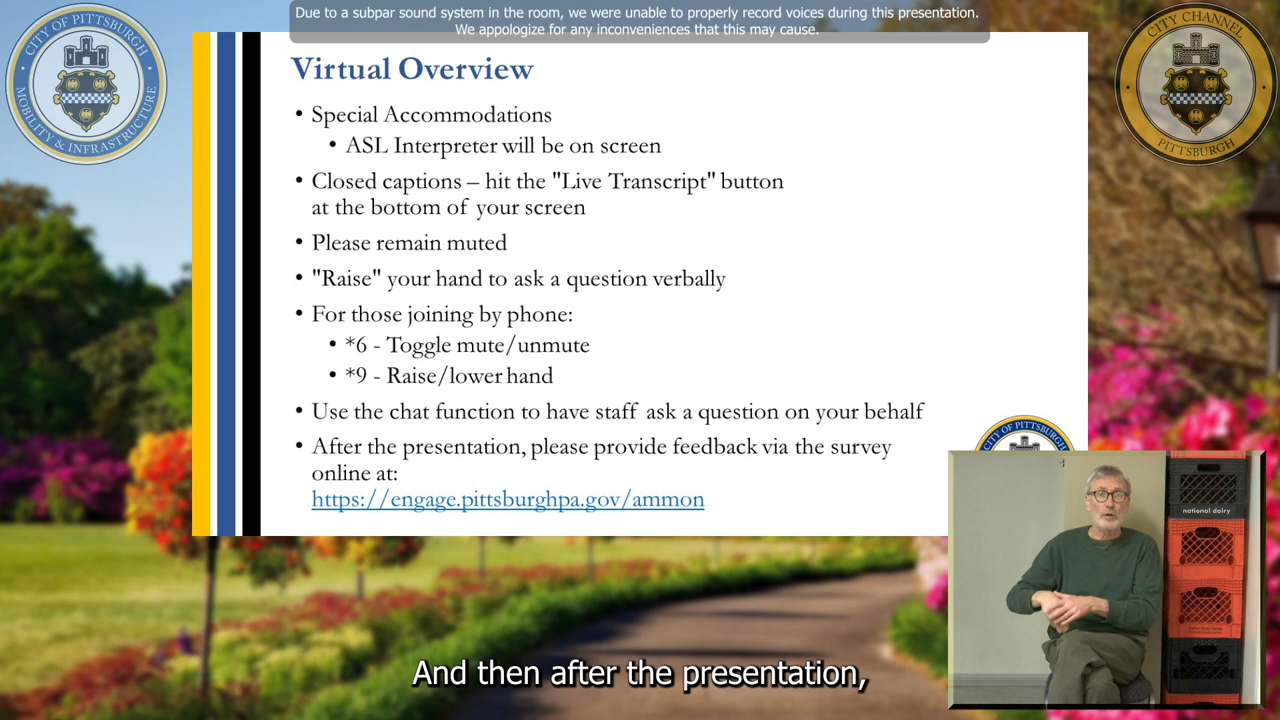 Due to a subpar sound system in the room, we were unable to properly record voices during this presentation.
We appologize for any inconveniences that this may cause.
CITY OF PITTSBURGH
MOBILITY & INFRASTRUCTURE
CITY CHANNEL
PITTSBURGH
Virtual Overview
• Special Accommodations
• ASL Interpreter will be on screen
• Closed captions – hit the "Live Transcript" button
at the bottom of your screen
• Please remain muted
• "Raise" your hand to ask a question verbally
• For those joining by phone:
• *6 - Toggle mute/unmute
• *9 - Raise/lower hand
• Use the chat function to have staff ask a question on your behalf
• After the presentation, please provide feedback via the survey
online at:
https://engage.pittsburghpa.gov/ammon
CITY OF PITTSBURGH
national dairy
And then after the presentation,